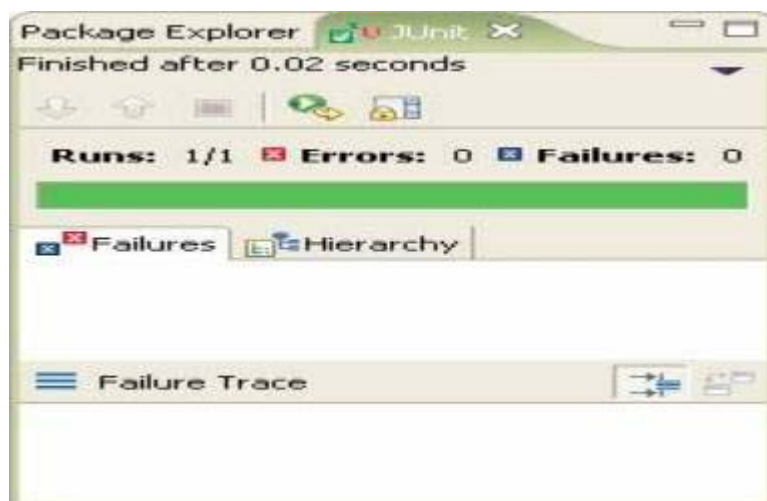 Package Explorer JUnit
Finished after 0.02 seconds
Runs: 1/1 Errors: 0 Failures: 0
Failures Hierarchy
Failure Trace